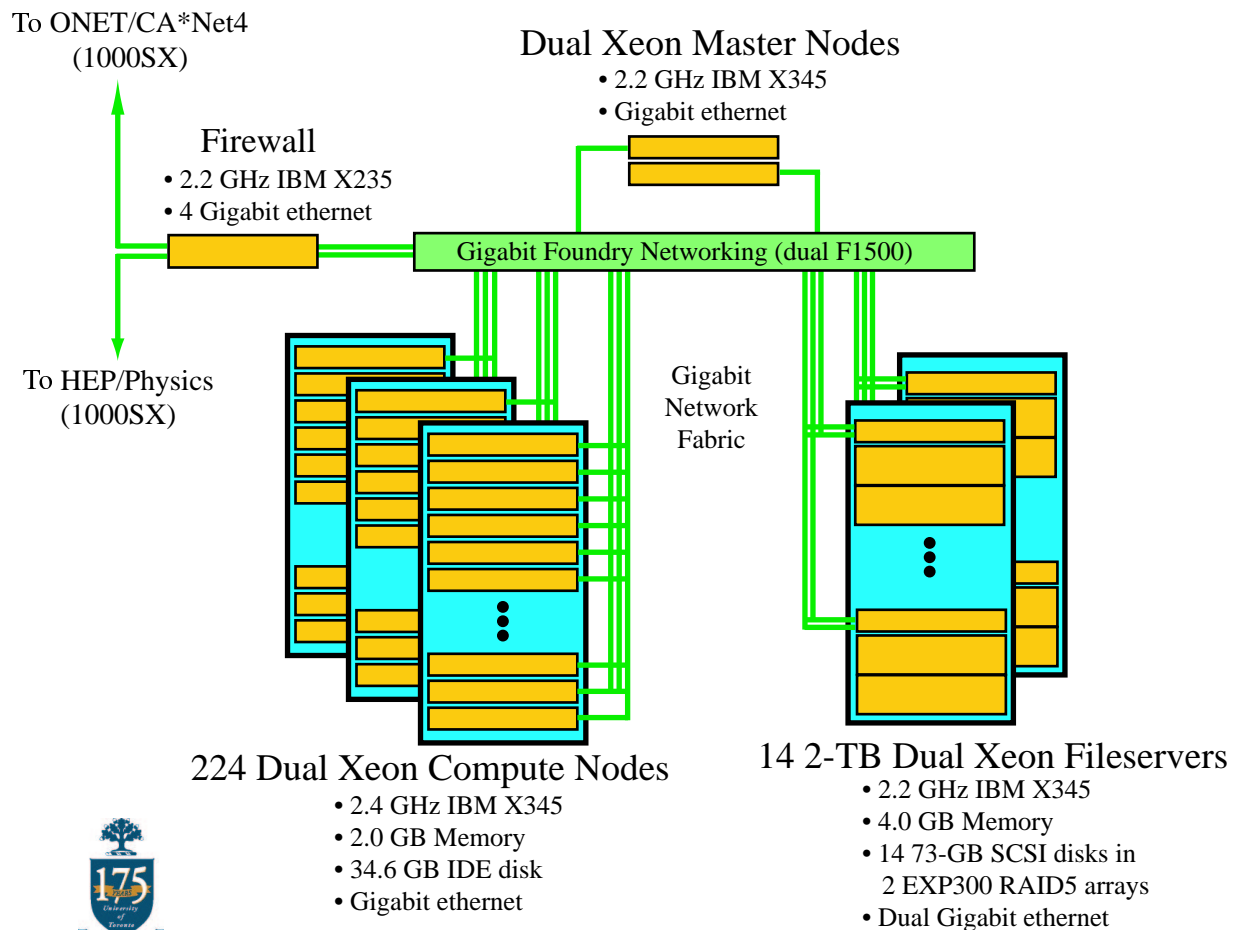 To ONET/CA*Net4
(1000SX)
Dual Xeon Master Nodes
• 2.2 GHz IBM X345
• Gigabit ethernet
Firewall
• 2.2 GHz IBM X235
• 4 Gigabit ethernet
Gigabit Foundry Networking (dual F1500)
To HEP/Physics
(1000SX)
Gigabit
Network
Fabric
224 Dual Xeon Compute Nodes
• 2.4 GHz IBM X345
• 2.0 GB Memory
• 34.6 GB IDE disk
• Gigabit ethernet
14 2-TB Dual Xeon Fileservers
• 2.2 GHz IBM X345
• 4.0 GB Memory
• 14 73-GB SCSI disks in
2 EXP300 RAID5 arrays
• Dual Gigabit ethernet
175
YEARS
University
of
Toronto